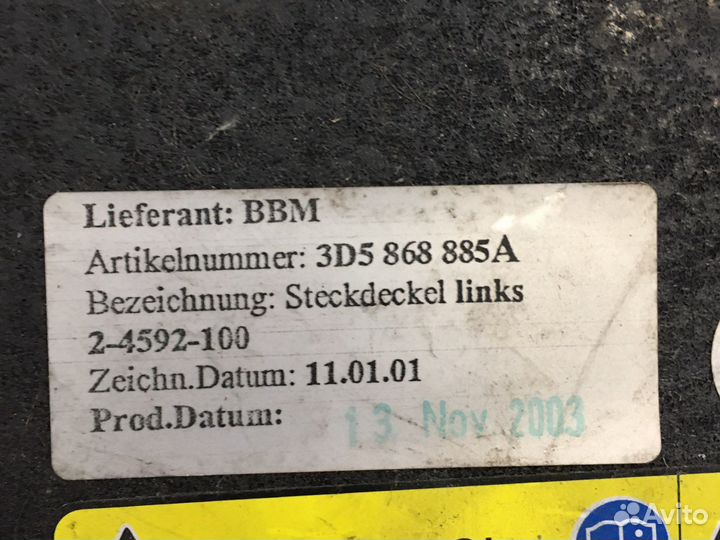 Lieferant: BBM
Artikelnummer: 3D5 868 885A
Bezeichnung: Steckdeckel links
2-4592-100
Zeichn.Datum: 11.01.01
Prod.Datum: 13 Nov 2003
Avito